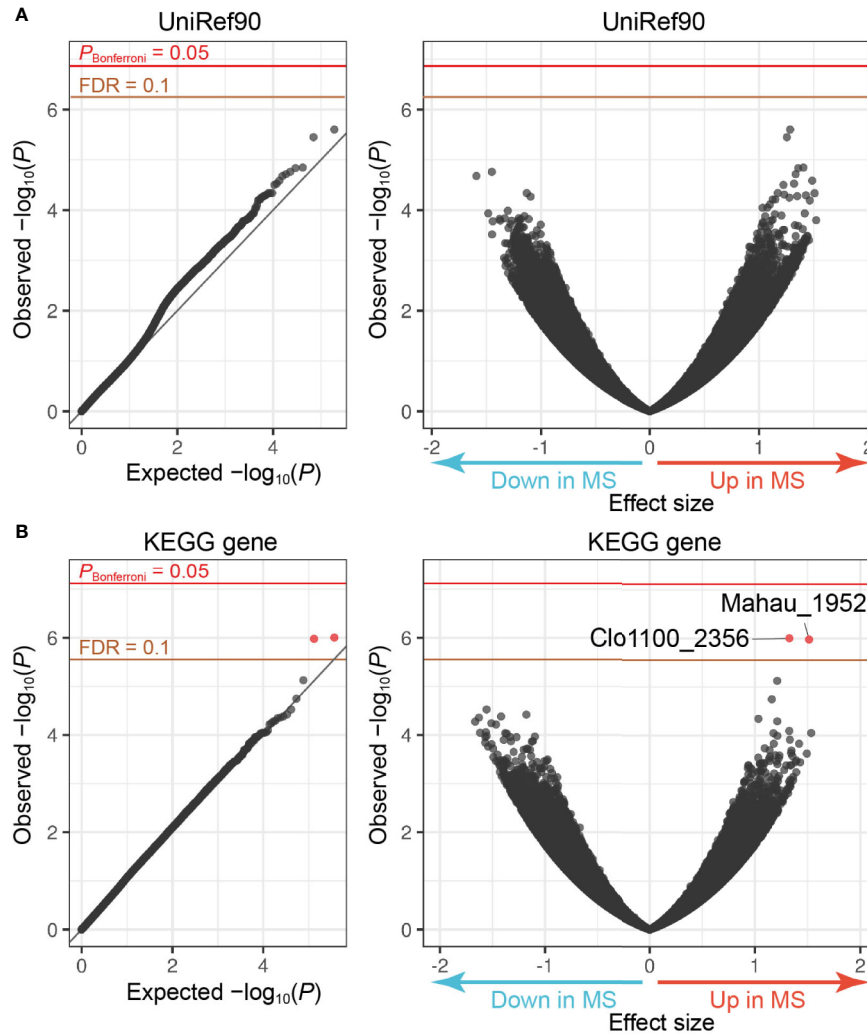 A
UniRef90
P Bonferroni = 0.05
FDR = 0.1
6
4
2
0
Observed −log10(P)
0
2
4
Expected −log10(P)
UniRef90
6
4
2
0
Observed −log10(P)
-2
-1
0
1
2
Down in MS
Up in MS
Effect size
B
KEGG gene
P Bonferroni = 0.05
FDR = 0.1
6
4
2
0
Observed −log10(P)
0
2
4
Expected −log10(P)
KEGG gene
Mahau_1952
Clo1100_2356
6
4
2
0
Observed −log10(P)
-2
-1
0
1
2
Down in MS
Up in MS
Effect size